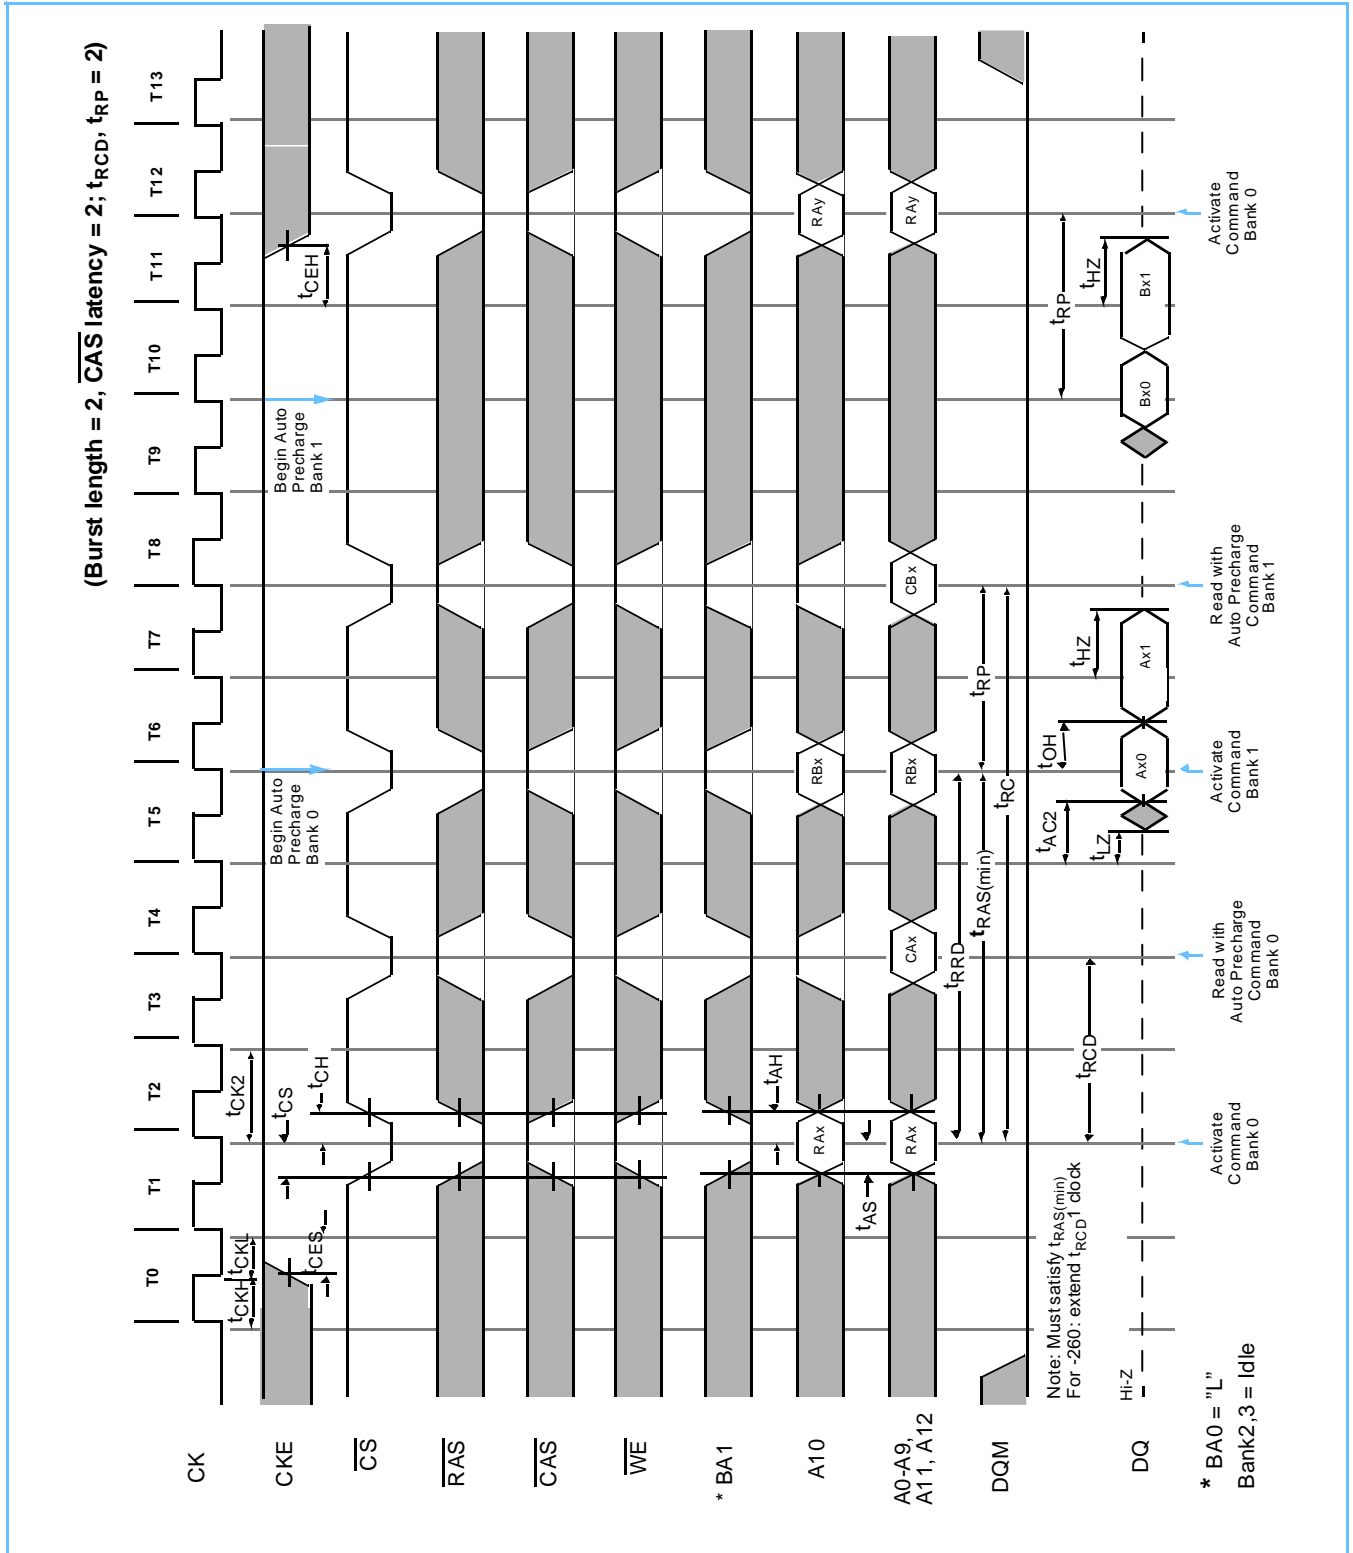 (Burst length = 2, CAS latency = 2; tRCD, tRP = 2)
T0 T1 T2 T3 T4 T5 T6 T7 T8 T9 T10 T11 T12 T13
CK
tCKH tCKL tCK2
CKE
tCES tCS tCH
Begin Auto
Precharge
Bank 0
Begin Auto
Precharge
Bank 1
tCEH
CS
RAS
CAS
WE
* BA1
tAH
A10
RAx RBx RAy
tAS
A0-A9,
A11, A12
RAx CAx RBx CBx RAy
tRRD
tRAS(min) tRP
tRC
DQM
Note: Must satisfy tRAS(min)
For -260: extend tRCD1 clock
tRCD
tAC2 tOH tHZ tRP tHZ
tLZ
DQ
Hi-Z
Ax0 Ax1 Bx0 Bx1
Activate
Command
Bank 0
Read with
Auto Precharge
Command
Bank 0
Activate
Command
Bank 1
Read with
Auto Precharge
Command
Bank 1
Activate
Command
Bank 0
* BA0 = ”L”
Bank2,3 = Idle